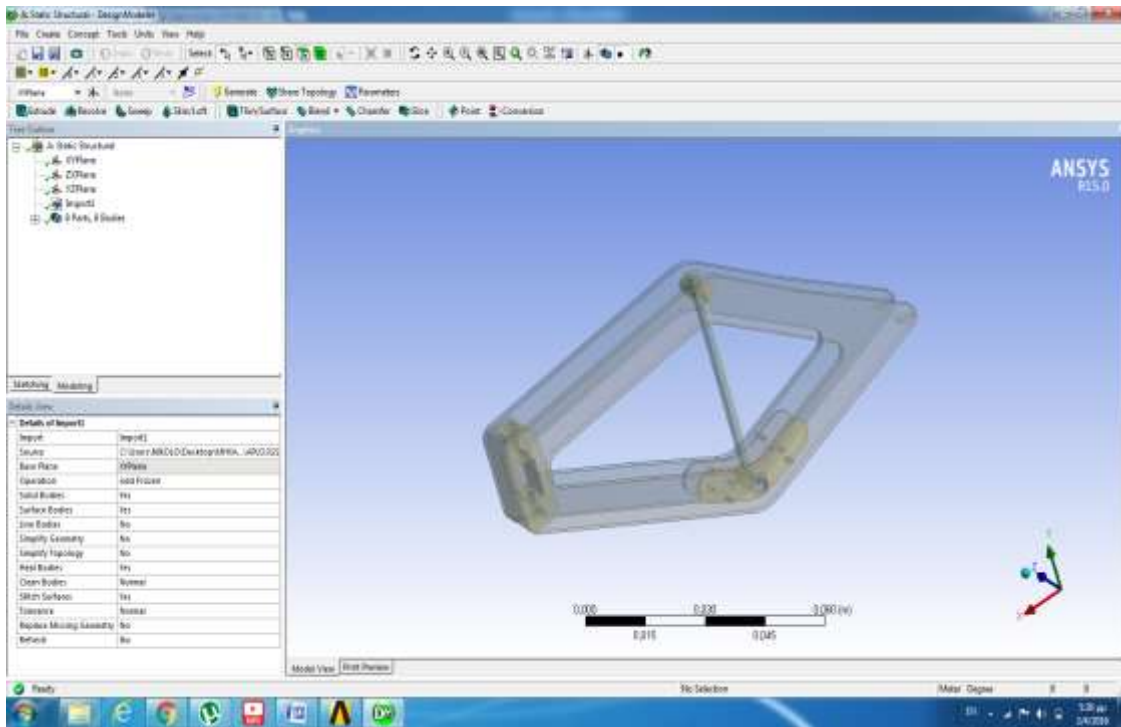 A: Static Structural - DesignModeler
File Create Concept Tools Units View Help
Select
XYPlane
Generate Share Topology Parameters
Extrude Revolve Sweep Skin/Loft Thin/Surface Blend Chamfer Slice Point Conversion
Tree Outline
Graphics
A: Static Structural
XYPlane
ZXPlane
YZPlane
Import1
ANSYS
R15.0
Sketching Modeling
Details View
Details of Import1
Import Import1
Source
Base Plane XYPlane
Operation Add Frozen
Solid Bodies Yes
Surface Bodies Yes
Line Bodies No
Simplify Geometry No
Simplify Topology No
Heal Bodies Yes
Clean Bodies Normal
Stitch Surfaces Yes
Tolerance Normal
Replace Missing Geometry No
Refresh No
0,000 0,030 0,060 (m)
0,015 0,045
Model View Print Preview
Ready No Selection Meter Degree 0 0
EN